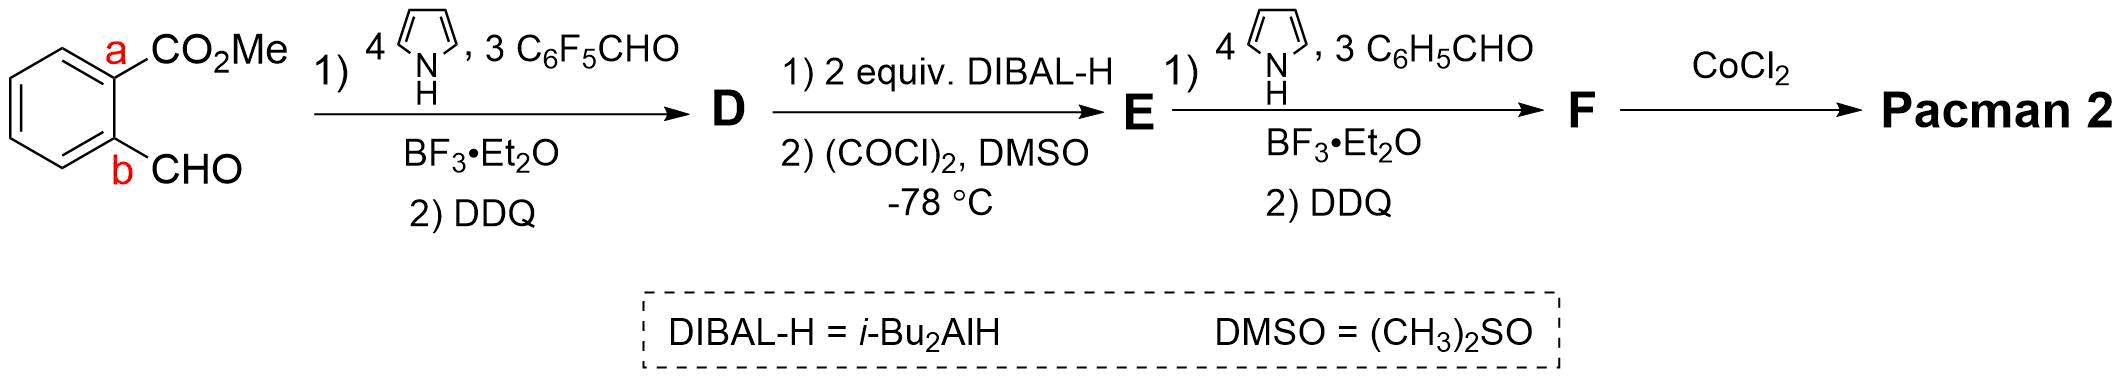 a CO₂Me
b CHO
1) 4 N H , 3 C₆F₅CHO
BF₃•Et₂O
2) DDQ
D
1) 2 equiv. DIBAL-H
2) (COCl)₂, DMSO
-78 °C
E
1) 4 N H , 3 C₆H₅CHO
BF₃•Et₂O
2) DDQ
F
CoCl₂
Pacman 2
DIBAL-H = i-Bu₂AlH DMSO = (CH₃)₂SO